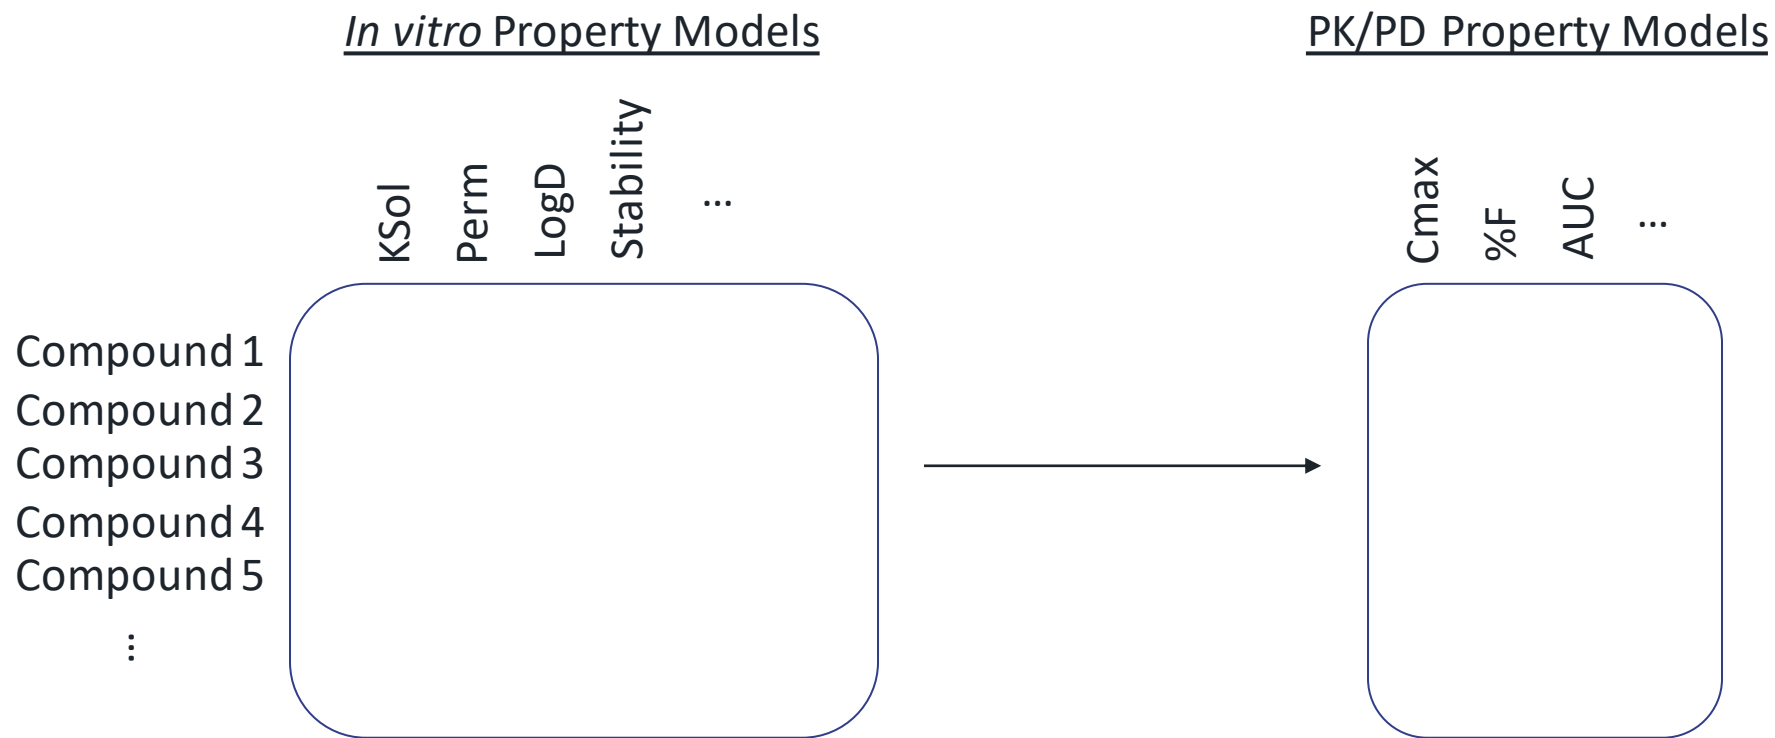 In vitro Property Models
PK/PD Property Models
KSol
Perm
LogD
Stability
...
Cmax
%F
AUC
...
Compound 1
Compound 2
Compound 3
Compound 4
Compound 5
...